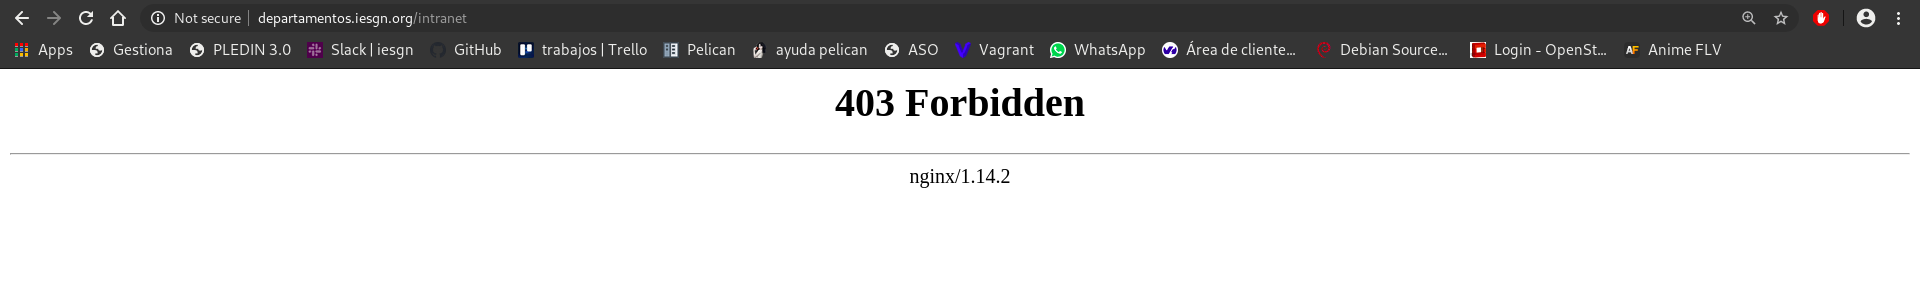 Not secure departamentos.iesgn.org/intranet
Apps Gestiona PLEDIN 3.0 Slack | iesgn GitHub trabajos | Trello Pelican ayuda pelican ASO Vagrant WhatsApp Área de cliente... Debian Source... Login - OpenSt... AF Anime FLV
403 Forbidden
nginx/1.14.2